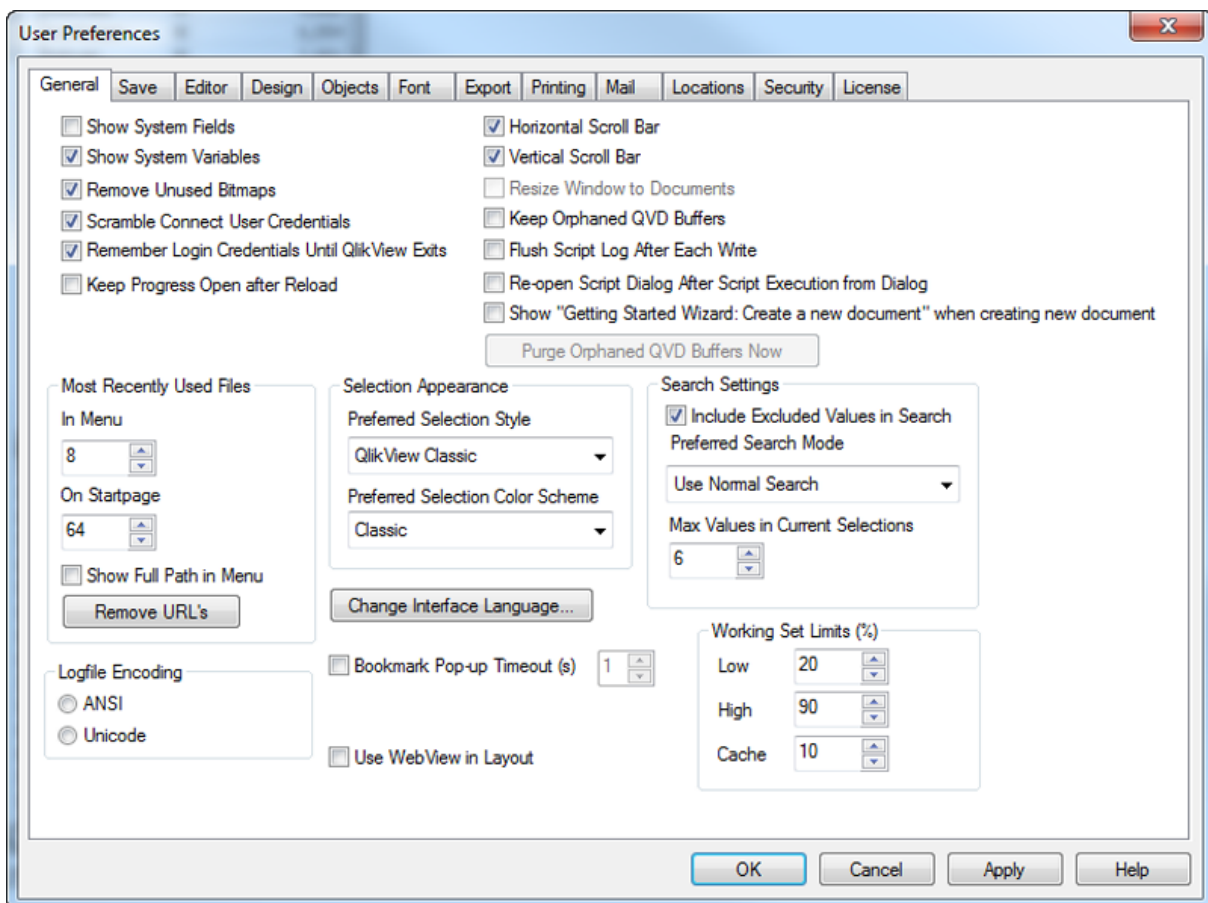 User Preferences
General Save Editor Design Objects Font Export Printing Mail Locations Security License
Show System Fields
Show System Variables
Remove Unused Bitmaps
Scramble Connect User Credentials
Remember Login Credentials Until QlikView Exits
Keep Progress Open after Reload
Horizontal Scroll Bar
Vertical Scroll Bar
Resize Window to Documents
Keep Orphaned QVD Buffers
Flush Script Log After Each Write
Re-open Script Dialog After Script Execution from Dialog
Show "Getting Started Wizard: Create a new document" when creating new document
Purge Orphaned QVD Buffers Now
Most Recently Used Files
In Menu
8
On Startpage
64
Show Full Path in Menu
Remove URL's
Selection Appearance
Preferred Selection Style
QlikView Classic
Preferred Selection Color Scheme
Classic
Search Settings
Include Excluded Values in Search
Preferred Search Mode
Use Normal Search
Max Values in Current Selections
6
Change Interface Language...
Logfile Encoding
ANSI
Unicode
Bookmark Pop-up Timeout (s) 1
Use WebView in Layout
Working Set Limits (%)
Low 20
High 90
Cache 10
OK Cancel Apply Help